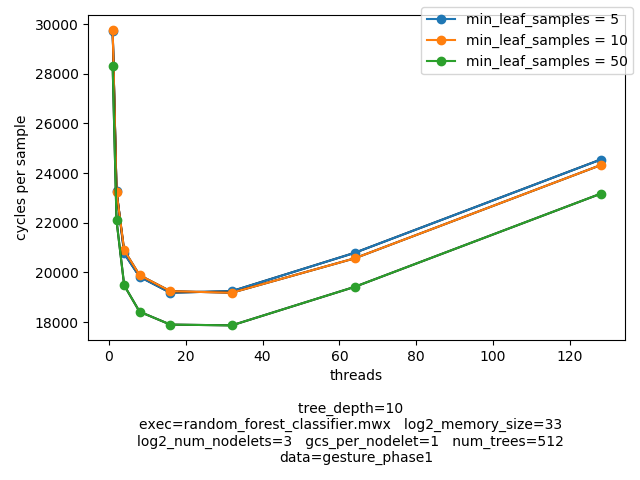 min_leaf_samples = 5
min_leaf_samples = 10
min_leaf_samples = 50
30000
28000
26000
24000
22000
20000
18000
cycles per sample
0 20 40 60 80 100 120
threads
tree_depth=10
exec=random_forest_classifier.mwx log2_memory_size=33
log2_num_nodelets=3 gcs_per_nodelet=1 num_trees=512
data=gesture_phase1